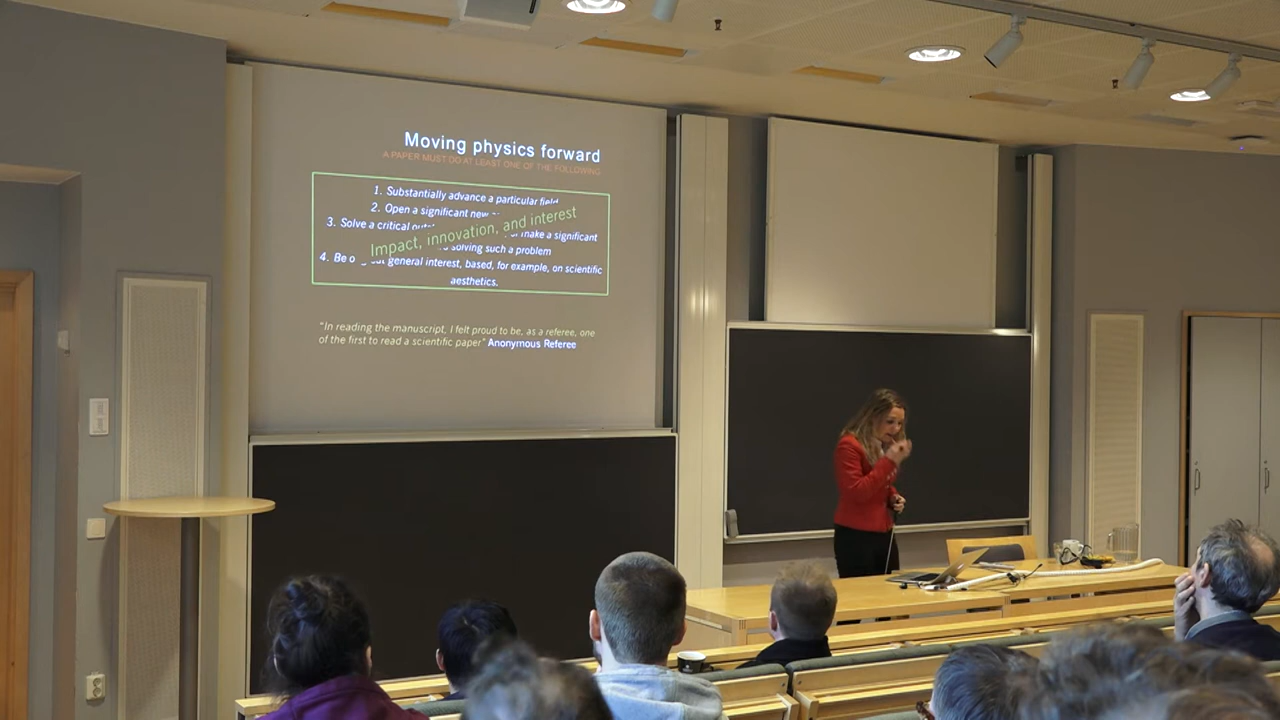 Moving physics forward
A PAPER MUST DO AT LEAST ONE OF THE FOLLOWING
1. Substantially advance a particular field
2. Open a significant new
3. Solve a critical make a significant
Impact, innovation, and interest
solving such a problem
4. Be general interest, based, for example, on scientific
aesthetics.
"In reading the manuscript, I felt proud to be, as a referee, one
of the first to read a scientific paper" Anonymous Referee